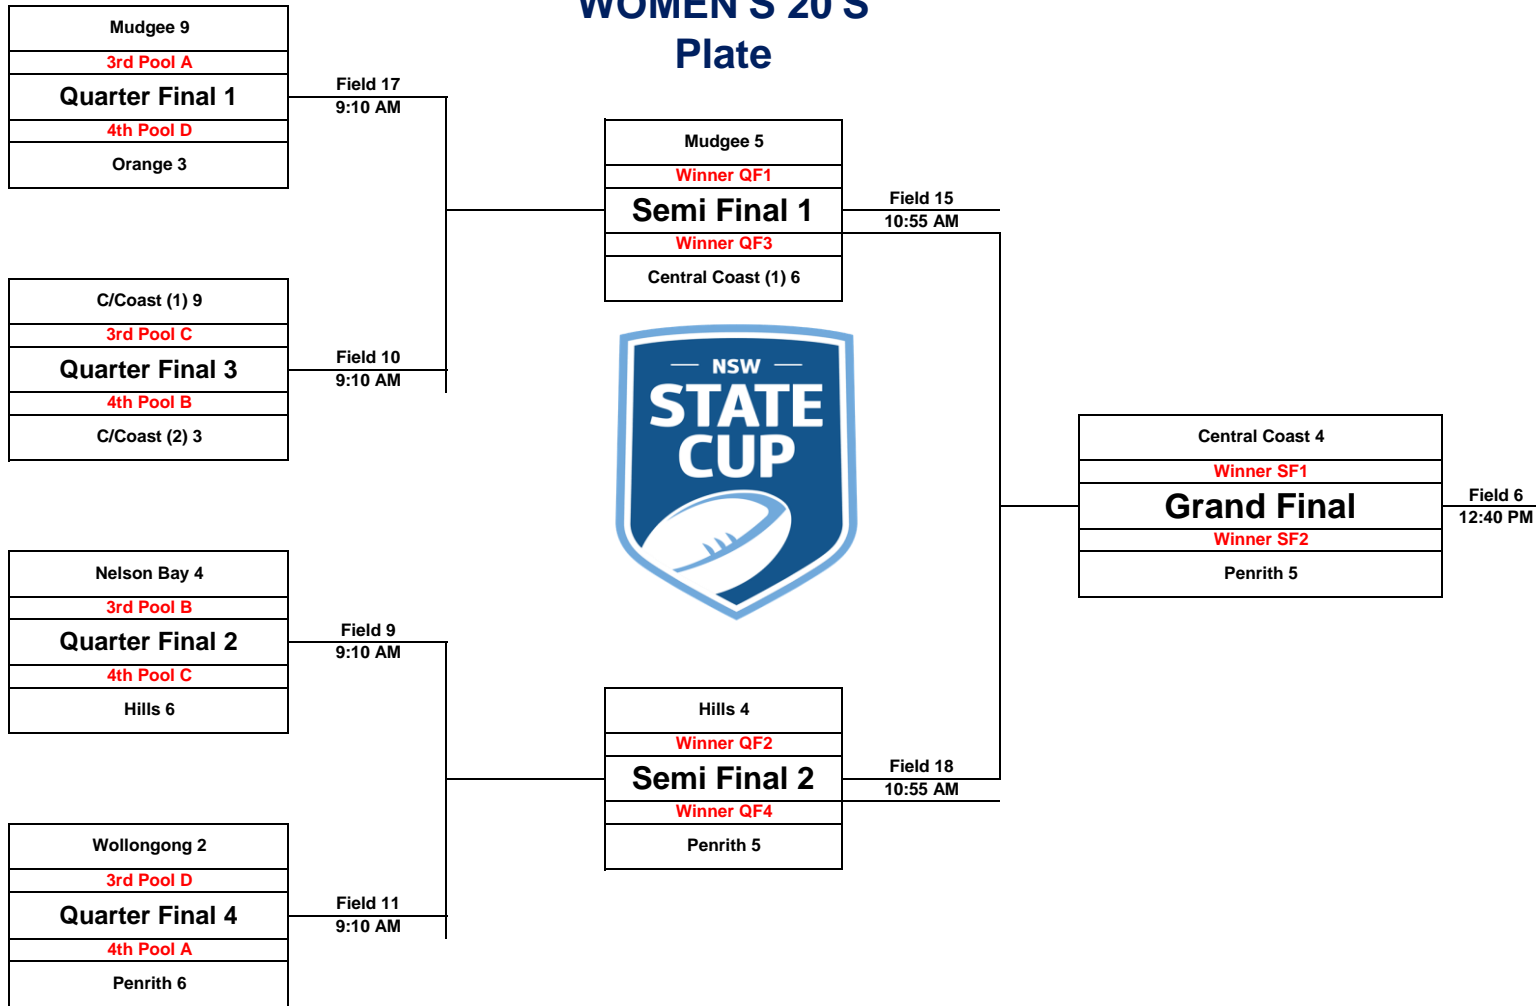 WOMEN'S 20'S
Plate
Mudgee 9
3rd Pool A
Quarter Final 1
4th Pool D
Orange 3
Field 17
9:10 AM
C/Coast (1) 9
3rd Pool C
Quarter Final 3
4th Pool B
C/Coast (2) 3
Field 10
9:10 AM
Nelson Bay 4
3rd Pool B
Quarter Final 2
4th Pool C
Hills 6
Field 9
9:10 AM
Wollongong 2
3rd Pool D
Quarter Final 4
4th Pool A
Penrith 6
Field 11
9:10 AM
Mudgee 5
Winner QF1
Semi Final 1
Winner QF3
Central Coast (1) 6
Field 15
10:55 AM
NSW
STATE
CUP
Hills 4
Winner QF2
Semi Final 2
Winner QF4
Penrith 5
Field 18
10:55 AM
Central Coast 4
Winner SF1
Grand Final
Winner SF2
Penrith 5
Field 6
12:40 PM